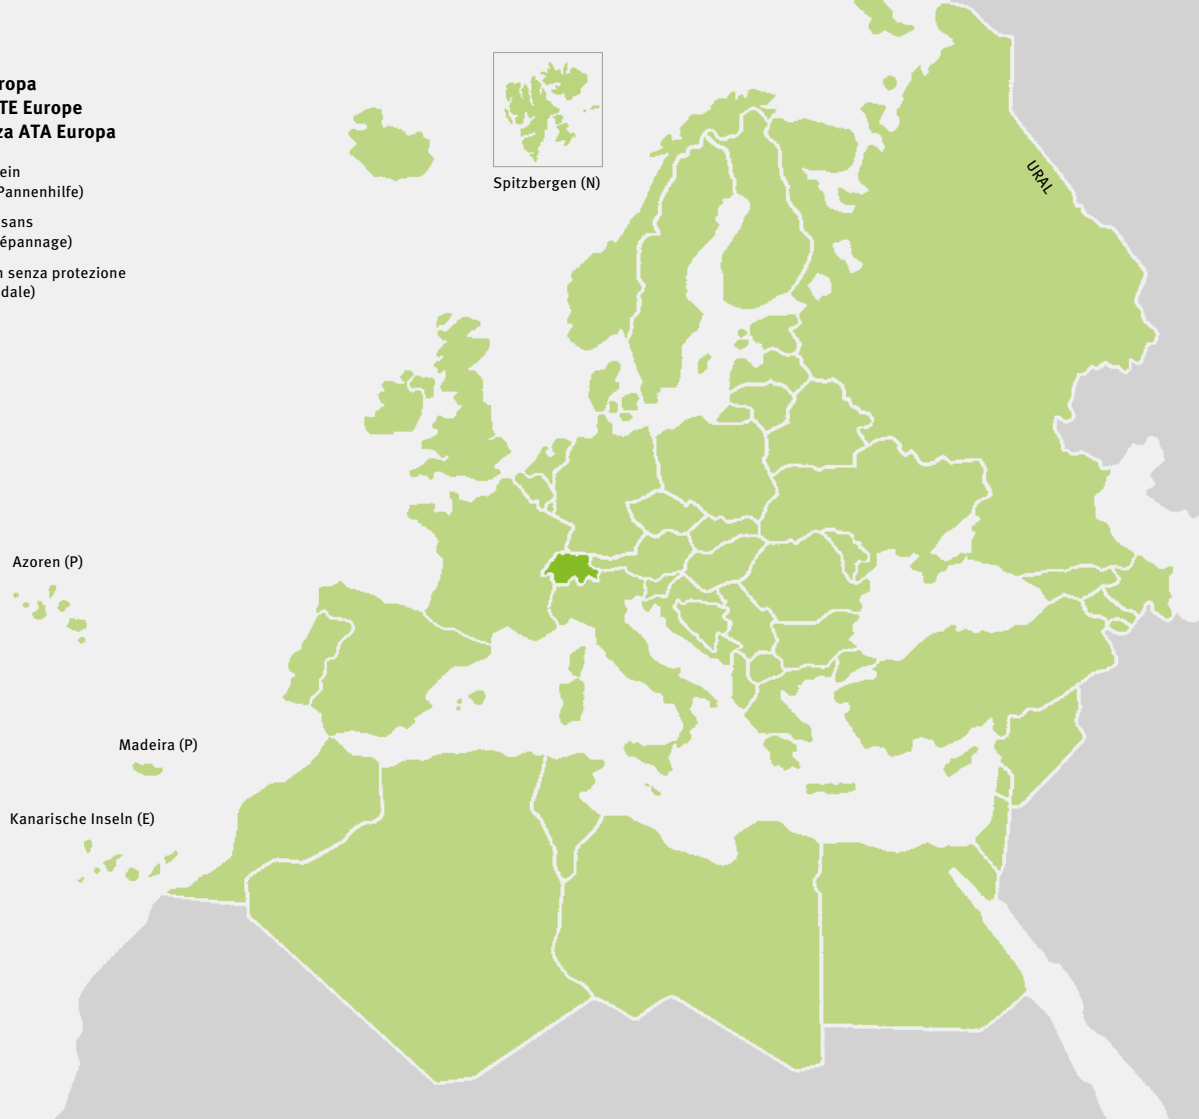 ropa
TE Europe
za ATA Europa
ein
Pannenhilfe)
sans
épannage)
n senza protezione
dale)
Spitzbergen (N)
URAL
Azoren (P)
Madeira (P)
Kanarische Inseln (E)